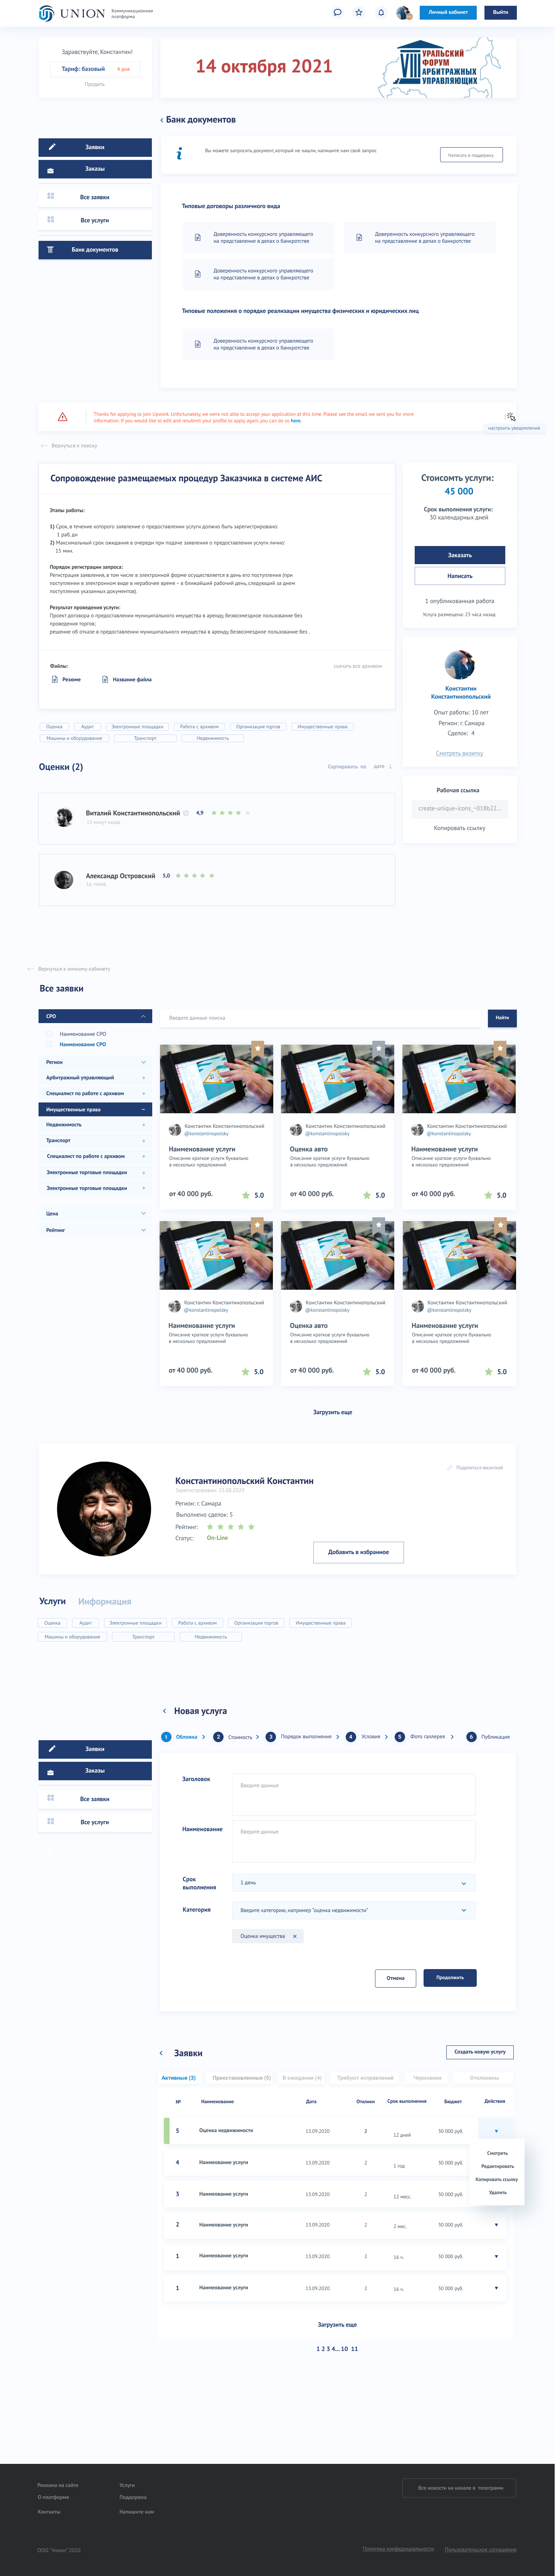 UNION
Коммуникационная
платформа
Личный кабинет
Выйти
Здравствуйте, Константин!
Тариф: базовый
4 дня
Продлить
14 октября 2021
VII
УРАЛЬСКИЙ
ФОРУМ
АРБИТРАЖНЫХ
УПРАВЛЯЮЩИХ
Банк документов
Вы можете запросить документ, который не нашли, напишите нам свой запрос
Написать в поддержку
Заявки
Заказы
Все заявки
Все услуги
Банк документов
Типовые договоры различного вида
Доверенность конкурсного управляющего
на представление в делах о банкротстве
Доверенность конкурсного управляющего
на представление в делах о банкротстве
Доверенность конкурсного управляющего
на представление в делах о банкротстве
Типовые положения о порядке реализации имущества физических и юридических лиц
Доверенность конкурсного управляющего
на представление в делах о банкротстве
Thanks for applying to join Upwork. Unfortunately, we were not able to accept your application at this time. Please see the email we sent you for more
information. If you would like to edit and resubmit your profile to apply again, you can do so here.
настроить уведомления
Вернуться к поиску
Сопровождение размещаемых процедур Заказчика в системе АИС
Этапы работы:
1) Срок, в течение которого заявление о предоставлении услуги должно быть зарегистрировано:
1 раб.дн
2) Максимальный срок ожидания в очереди при подаче заявления о предоставлении услуги лично:
15 мин.
Порядок регистрации запроса:
Регистрация заявления, в том числе в электронной форме осуществляется в день его поступления (при
поступлении в электронном виде в нерабочее время – в ближайший рабочий день, следующий за днем
поступления указанных документов).
Результат проведения услуги:
Проект договора о предоставлении муниципального имущества в аренду, безвозмездное пользование без
проведения торгов;
решение об отказе в предоставлении муниципального имущества в аренду, безвозмездное пользование без .
Файлы:
скачать все архивом
Резюме
Название файла
Стоисомть услуги:
45 000
Срок выполнения услуги:
30 календарных дней
Заказать
Написать
1 опубликованная работа
Услуга размещена: 23 часа назад
Константин
Константинопольский
Опыт работы: 10 лет
Регион: г. Самара
Сделок: 4
Смотреть визитку
Рабочая ссылка
create-unique-icons_~018b22...
Копировать ссылку
Оценка
Аудит
Электронные площадки
Работа с архивом
Организация торгов
Имущественные права
Машины и оборудование
Транспорт
Недвижимость
Оценки (2)
Сортировать по дате
Виталий Константинопольский
4,9
13 минут назад
Александр Островский
5,0
Вернуться к личному кабинету
Все заявки
СРО
Наименование СРО
Наименование СРО
Регион
Арбитражный управляющий
Специалист по работе с архивом
Имущественные права
Недвижимость
Транспорт
Специалист по работе с архивом
Электронные торговые площадки
Электронные торговые площадки
Цена
Рейтинг
Введите данные поиска
Найти
Константин Константинопольский
@konstantinopolsky
Наименование услуги
Описание краткое услуги буквально
в несколько предложений
от 40 000 руб.
5.0
Константин Константинопольский
@konstantinopolsky
Оценка авто
Описание краткое услуги буквально
в несколько предложений
от 40 000 руб.
5.0
Константин Константинопольский
@konstantinopolsky
Наименование услуги
Описание краткое услуги буквально
в несколько предложений
от 40 000 руб.
5.0
Константин Константинопольский
@konstantinopolsky
Наименование услуги
Описание краткое услуги буквально
в несколько предложений
от 40 000 руб.
5.0
Константин Константинопольский
@konstantinopolsky
Оценка авто
Описание краткое услуги буквально
в несколько предложений
от 40 000 руб.
5.0
Константин Константинопольский
@konstantinopolsky
Наименование услуги
Описание краткое услуги буквально
в несколько предложений
от 40 000 руб.
5.0
Загрузить еще
Поделиться визиткой
Константинопольский Константин
Зарегистрирован: 23.08.2020
Регион: г. Самара
Выполнено сделок: 5
Рейтинг:
Статус: On-Line
Добавить в избранное
Услуги
Информация
Оценка
Аудит
Электронные площадки
Работа с архивом
Организация торгов
Имущественные права
Машины и оборудование
Транспорт
Недвижимость
Новая услуга
1 Обложка
2 Стоимость
3 Порядок выполнения
4 Условия
5 Фото галлерея
6 Публикация
Заявки
Заказы
Все заявки
Все услуги
Заголовок
Введите данные
Наименование
Введите данные
Срок
выполнения
1 день
Категория
Введите категорию, например "оценка недвижимости"
Оценка имущества
Отмена
Продолжить
Заявки
Создать новую услугу
Активные (3)
Приостановленные (5)
В ожидании (4)
Требуют исправлений
Черновики
Отклонены
№
Наименование
Дата
Отклики
Срок выполнения
Бюджет
Действия
5 Оценка недвижимости 15.09.2020 2 12 дней 30 000 руб.
Смотреть
Редактировать
Копировать ссылку
Удалить
4 Наименование услуги 15.09.2020 2 1 год 30 000 руб.
3 Наименование услуги 15.09.2020 2 12 месс. 30 000 руб.
2 Наименование услуги 15.09.2020 2 2 мис. 30 000 руб.
1 Наименование услуги 15.09.2020 2 16 ч 30 000 руб.
1 Наименование услуги 15.09.2020 2 16 ч 30 000 руб.
Загрузить еще
1 2 3 4... 10 11
Реклама на сайте
Услуги
О платформе
Поддержка
Контакты
Напишите нам
Все новости на канале в телеграмм
ООО "Юнион" 2020
Политика конфедициальности
Пользовательское соглашение